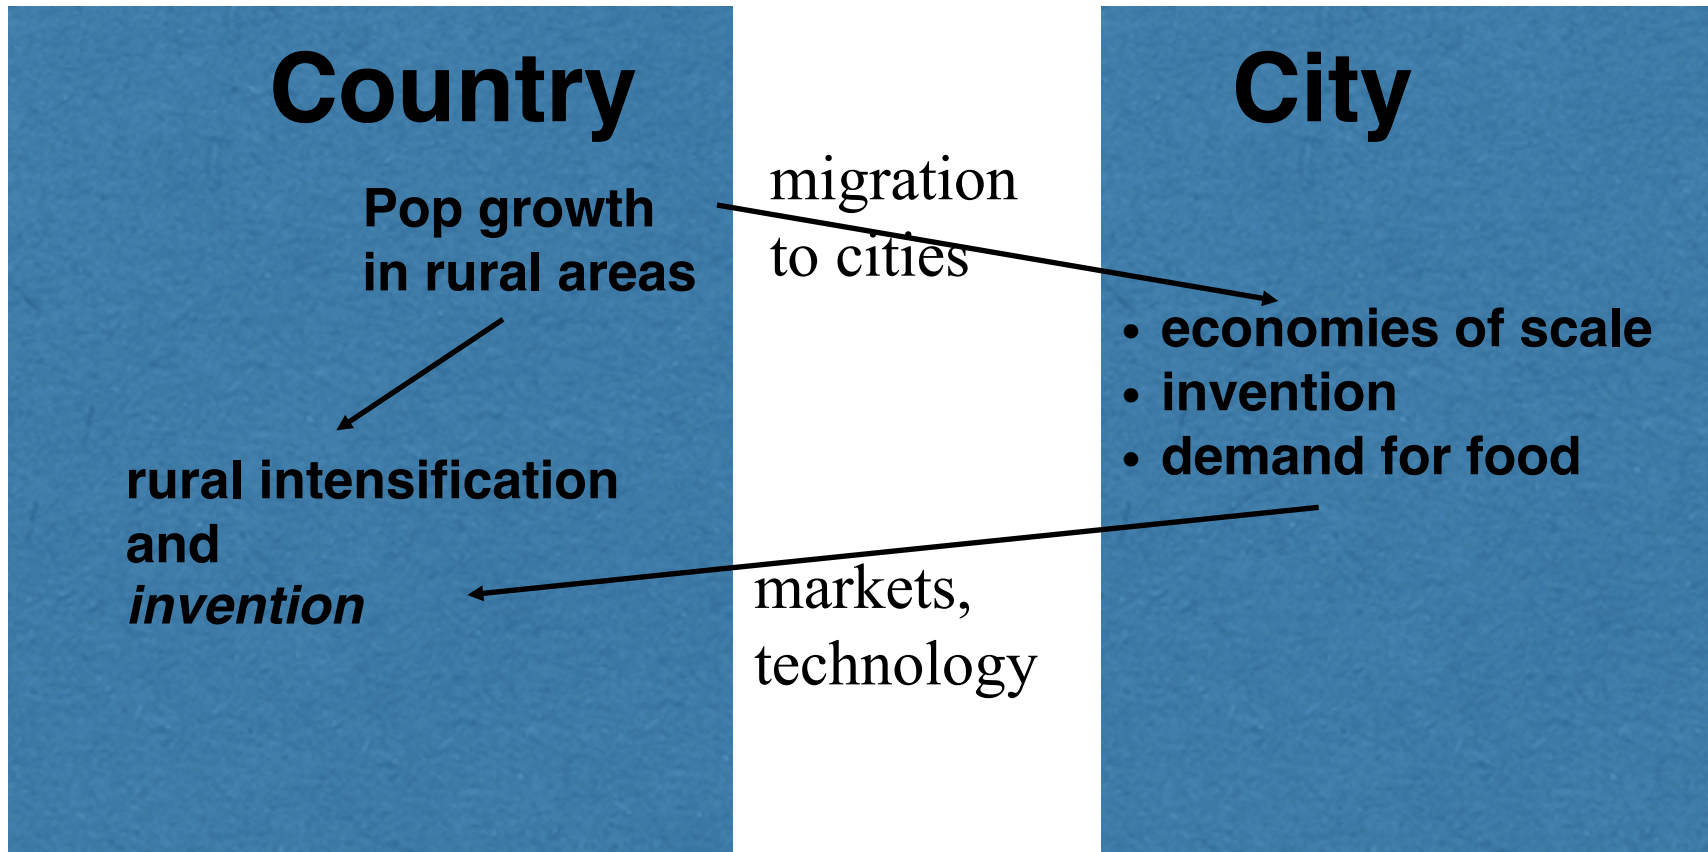 Country
City
Pop growth
in rural areas
migration
to cities
• economies of scale
• invention
• demand for food
rural intensification
and
invention
markets,
technology